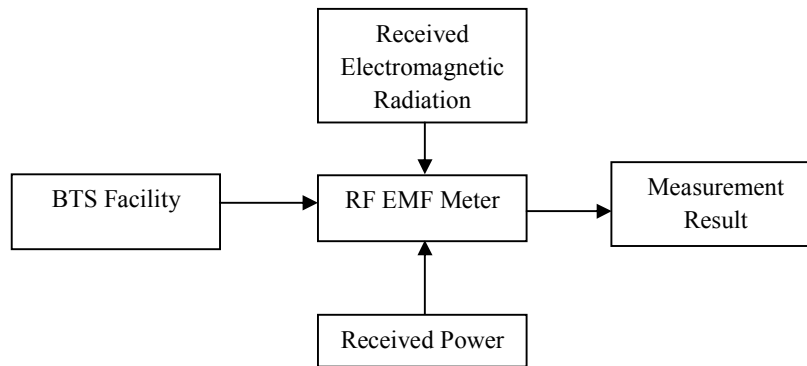 Received
Electromagnetic
Radiation
BTS Facility
RF EMF Meter
Measurement
Result
Received Power